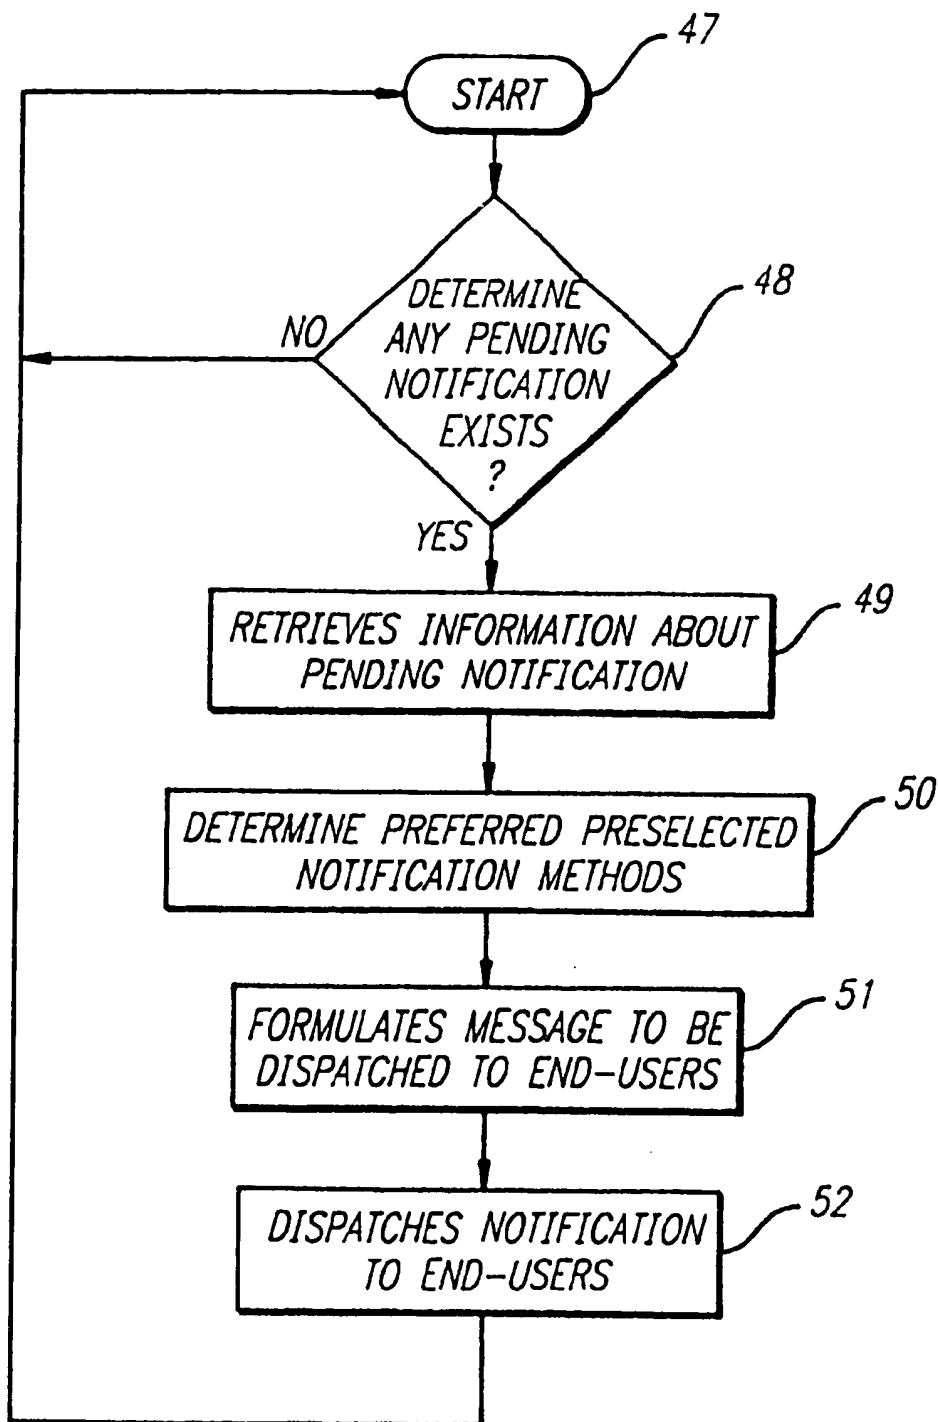 47
START
48
DETERMINE
ANY PENDING
NOTIFICATION
EXISTS
?
NO
YES
49
RETRIEVES INFORMATION ABOUT
PENDING NOTIFICATION
50
DETERMINE PREFERRED PRESELECTED
NOTIFICATION METHODS
51
FORMULATES MESSAGE TO BE
DISPATCHED TO END-USERS
52
DISPATCHES NOTIFICATION
TO END-USERS